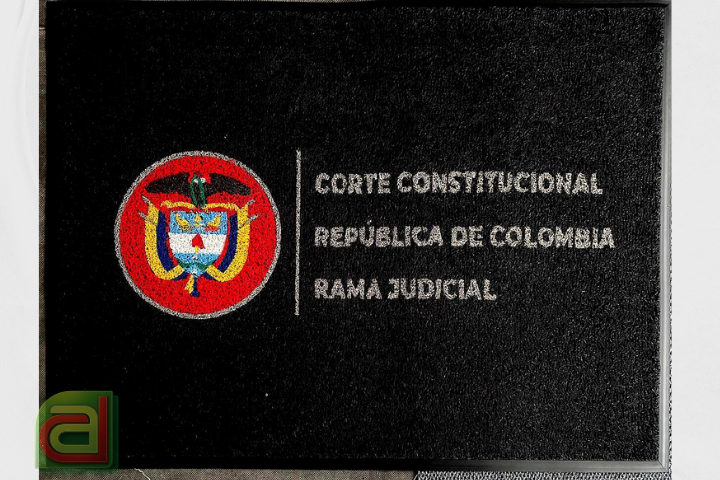 CORTE CONSTITUCIONAL
REPÚBLICA DE COLOMBIA
RAMA JUDICIAL